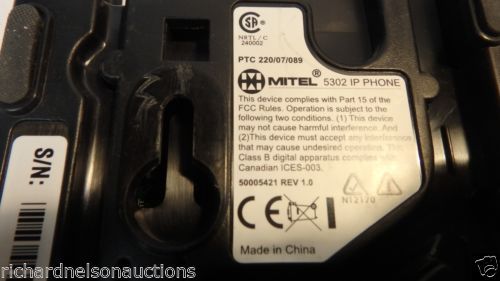 NRTL/C
240002
PTC 220/07/089
MITEL® 5302 IP PHONE
This device complies with Part 15 of the
FCC Rules. Operation is subject to the
following two conditions. (1) This device
may not cause harmful interference, And
(2)This device must accept any interference
that may cause undesired operation. This
Class B digital apparatus complies with
Canadian ICES-003.
50005421 REV 1.0
N12170
CE
Made in China
S/N:
richardnelsonauctions